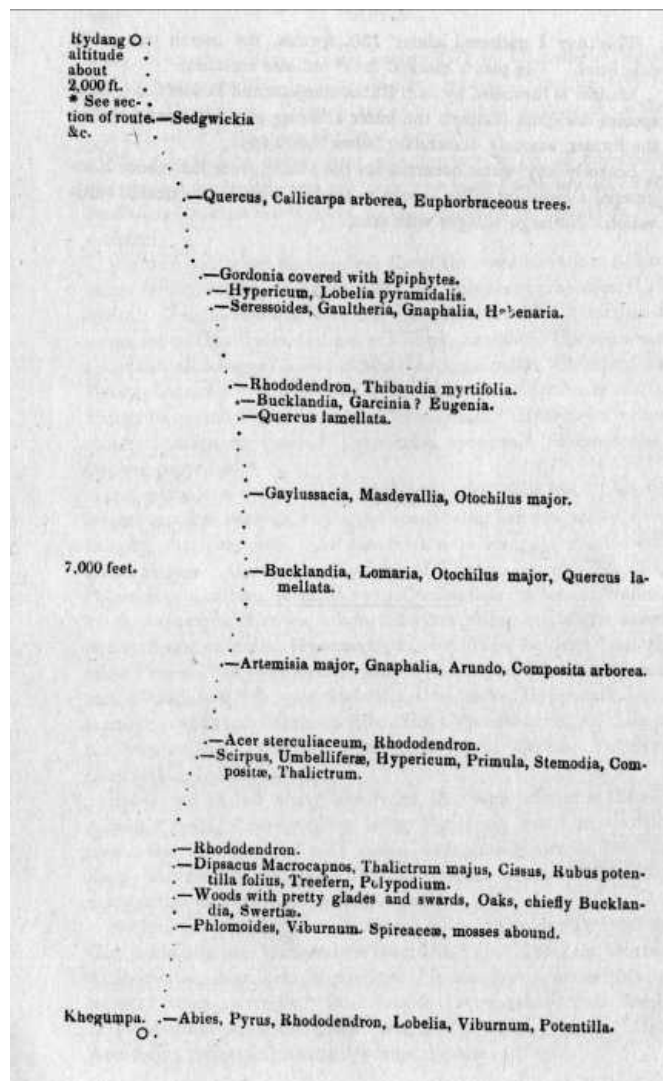 Rydang O
altitude
about
2,000 ft.
* See sec-
tion of route.—Sedgwickia
&c.
—Quercus, Callicarpa arborea, Euphorbraceous trees.
—Gordonia covered with Epiphytes.
—Hypericum, Lobelia pyramidalis.
—Seressoides, Gaultheria, Gnaphalia, Habenaria.
—Rhododendron, Thibaudia myrtifolia.
—Bucklandia, Garcinia? Eugenia.
—Quercus lamellata.
—Gaylussacia, Masdevallia, Otochilus major.
7,000 feet. —Bucklandia, Lomaria, Otochilus major, Quercus la-
mellata.
—Artemisia major, Gnaphalia, Arundo, Composita arborea.
—Acer sterculiaceum, Rhododendron.
—Scirpus, Umbelliferæ, Hypericum, Primula, Stemodia, Com-
positæ, Thalictrum.
—Rhododendron.
—Dipsacus Macrocapnos, Thalictrum majus, Cissus, Rubus poten-
tilla folius, Treefern, Polypodium.
—Woods with pretty glades and swards, Oaks, chiefly Bucklan-
dia, Swertiæ.
—Phlomoides, Viburnum. Spireaceæ, mosses abound.
Khegumpa. —Abies, Pyrus, Rhododendron, Lobelia, Viburnum, Potentilla.
O